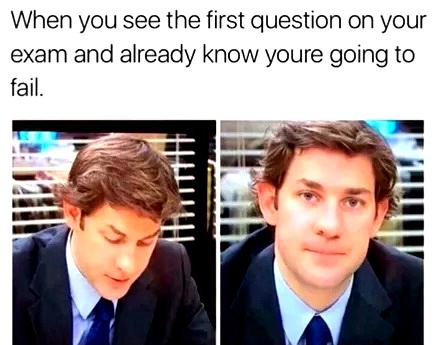 When you see the first question on your
exam and already know youre going to
fail.